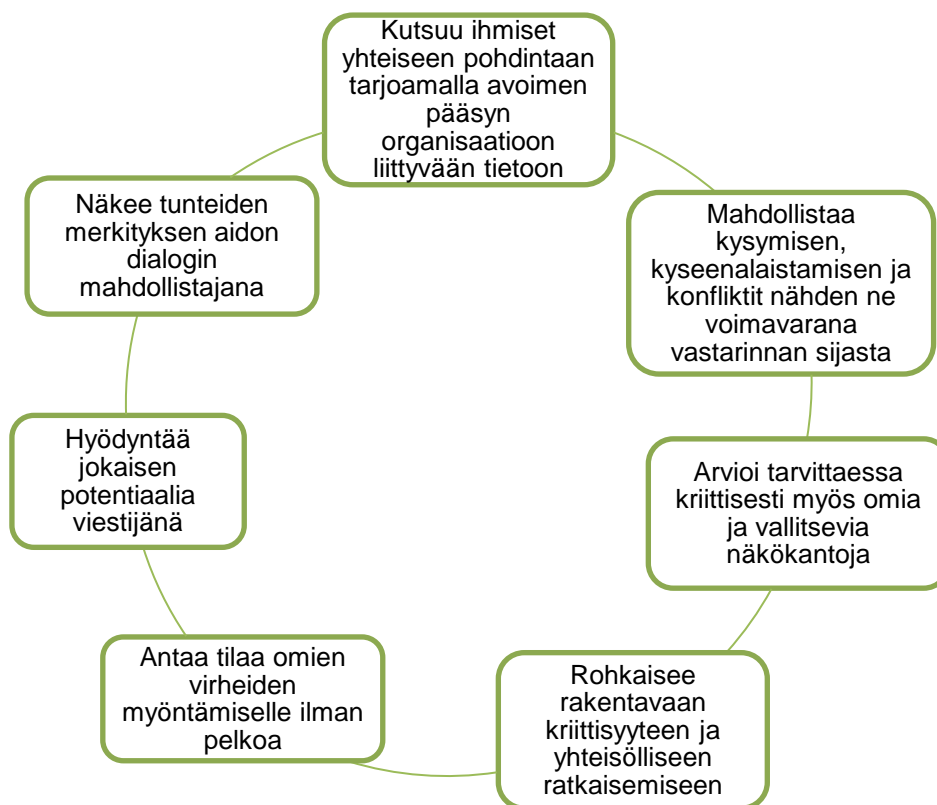 Kutsuu ihmiset
yhteiseen pohdintaan
tarjoamalla avoimen
pääsyn
organisaatioon
liittyvään tietoon
Mahdollistaa
kysymisen,
kyseenalaistamisen ja
konfliktit nähden ne
voimavarana
vastarinnan sijasta
Arvioi tarvittaessa
kriittisesti myös omia
ja vallitsevia
näkökantoja
Rohkaisee
rakentavaan
kriittisyyteen ja
yhteisölliseen
ratkaisemiseen
Antaa tilaa omien
virheiden
myöntämiselle ilman
pelkoa
Hyödyntää
jokaisen
potentiaalia
viestijänä
Näkee tunteiden
merkityksen aidon
dialogin
mahdollistajana